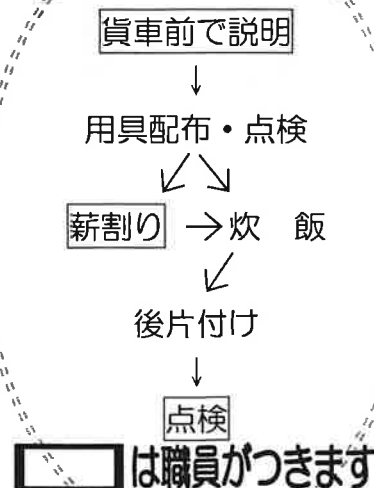 貨車前で説明
↓
用具配布・点検
↙↘
薪割り→炊　飯
↙
後片付け
↓
点検
は職員がつきます